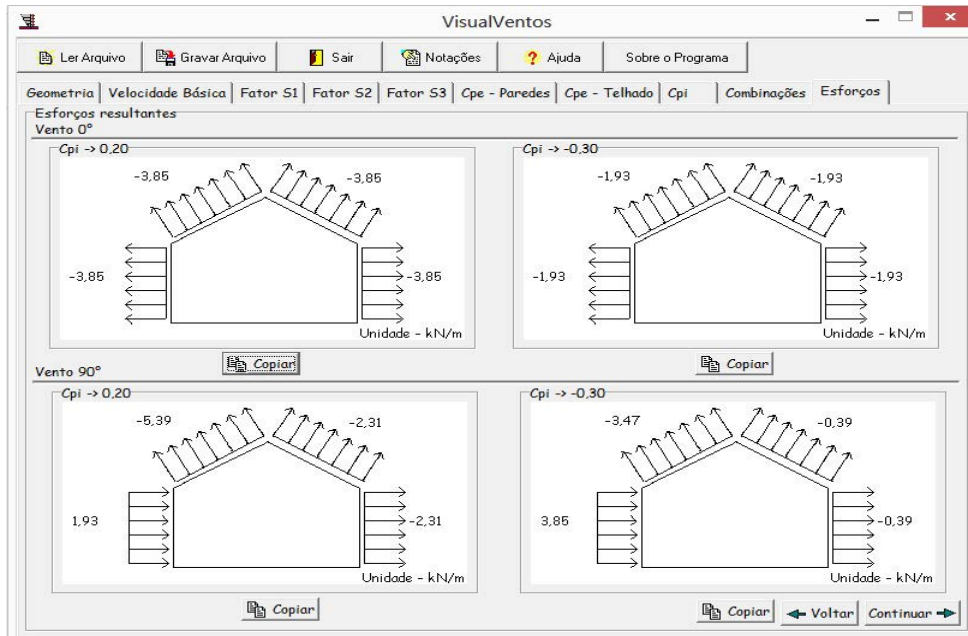 VisualVentos
Ler Arquivo Gravar Arquivo Sair Notações Ajuda Sobre o Programa
Geometria Velocidade Básica Fator S1 Fator S2 Fator S3 Cpe - Paredes Cpe - Telhado Cpi Combinações Esforços
Esforços resultantes
Vento 0°
Cpi -> 0,20
-3,85 -3,85
-3,85 -3,85
Unidade - kN/m
Copiar
Cpi -> -0,30
-1,93 -1,93
-1,93 -1,93
Unidade - kN/m
Copiar
Vento 90°
Cpi -> 0,20
-5,39 -2,31
1,93 -2,31
Unidade - kN/m
Copiar
Cpi -> -0,30
-3,47 -0,39
3,85 -0,39
Unidade - kN/m
Copiar Voltar Continuar